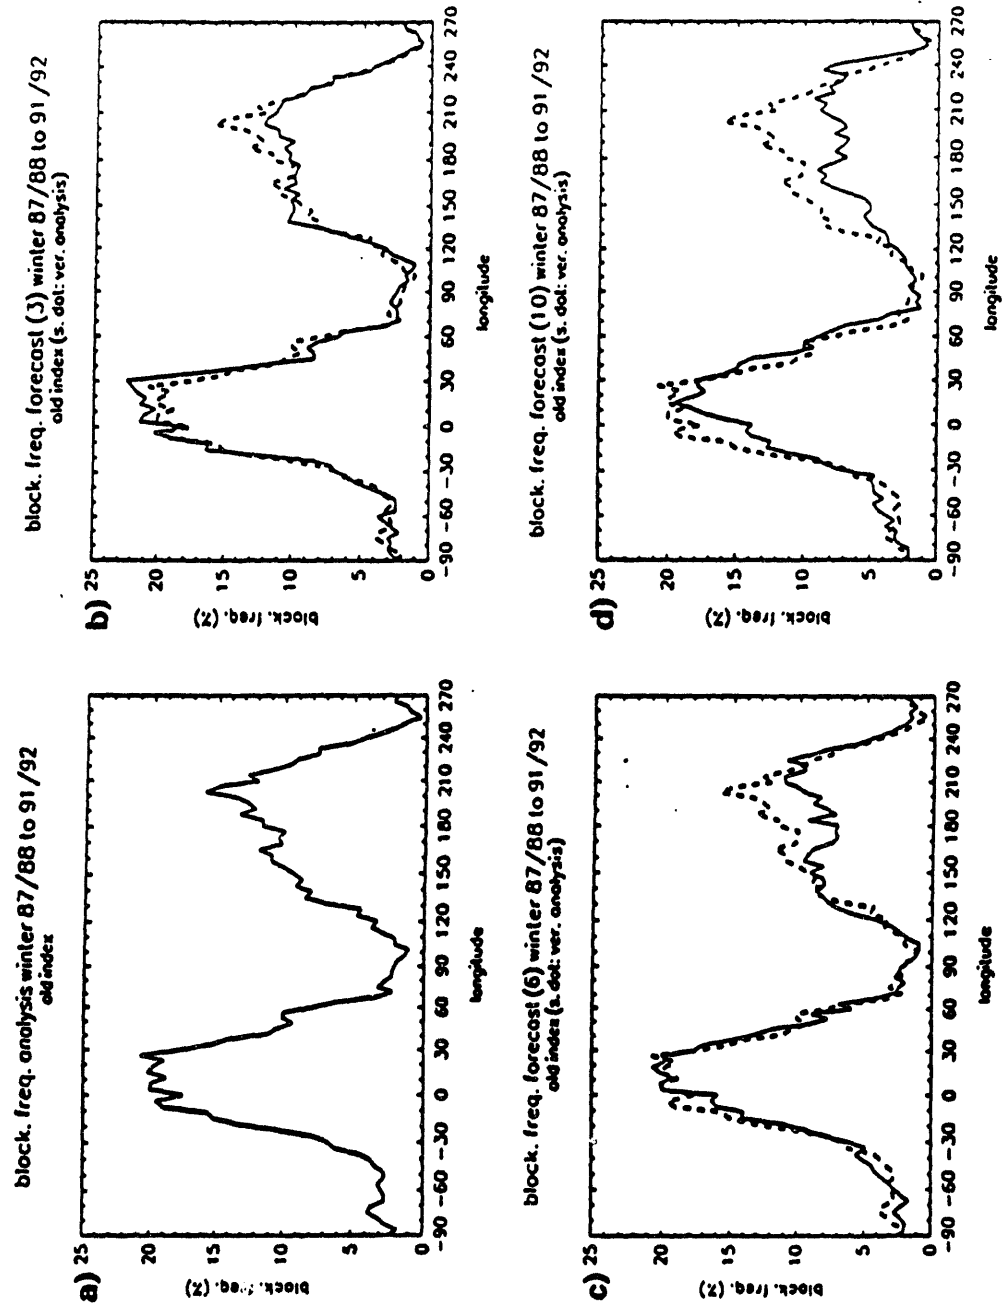 a)
block. freq. analysis winter 87/88 to 91/92
old index
block. freq. (%)
25
20
15
10
5
0
-90 -60 -30 0 30 60 90 120 150 180 210 240 270
longitude
b)
block. freq. forecast (3) winter 87/88 to 91/92
old index (s. dot: ver. analysis)
block. freq. (%)
25
20
15
10
5
0
-90 -60 -30 0 30 60 90 120 150 180 210 240 270
longitude
c)
block. freq. forecast (6) winter 87/88 to 91/92
old index (s. dot: ver. analysis)
block. freq. (%)
25
20
15
10
5
0
-90 -60 -30 0 30 60 90 120 150 180 210 240 270
longitude
d)
block. freq. forecast (10) winter 87/88 to 91/92
old index (s. dot: ver. analysis)
block. freq. (%)
25
20
15
10
5
0
-90 -60 -30 0 30 60 90 120 150 180 210 240 270
longitude